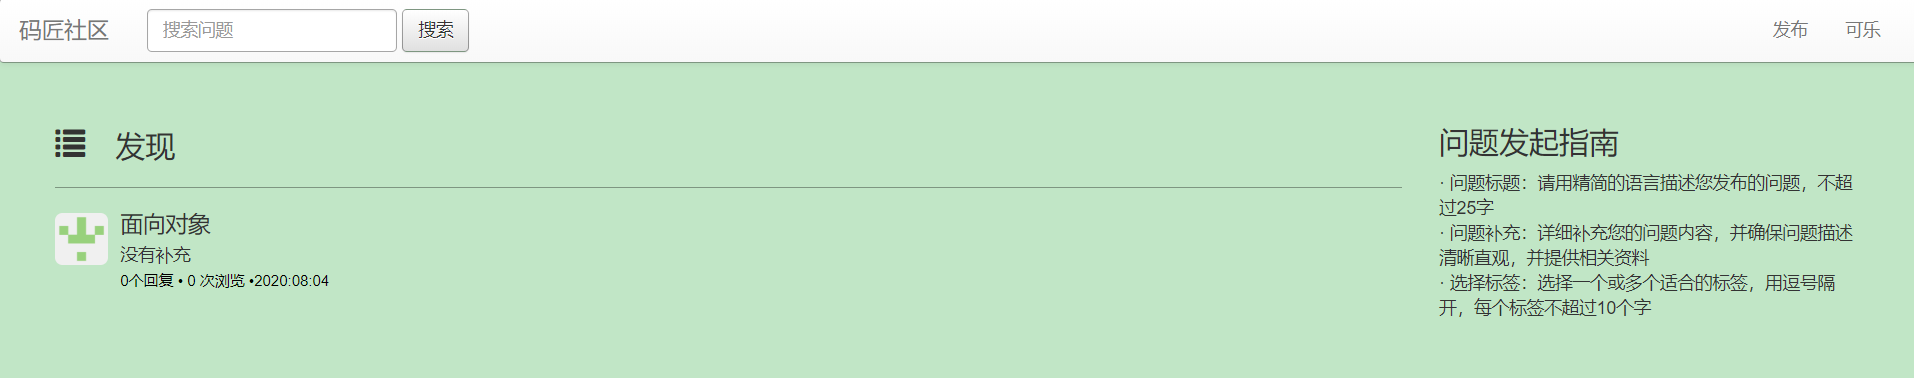 码匠社区
搜索问题
搜索
发布
可乐
发现
面向对象
没有补充
0个回复 • 0 次浏览 •2020:08:04
问题发起指南
· 问题标题：请用精简的语言描述您发布的问题，不超
过25字
· 问题补充：详细补充您的问题内容，并确保问题描述
清晰直观，并提供相关资料
· 选择标签：选择一个或多个适合的标签，用逗号隔
开，每个标签不超过10个字